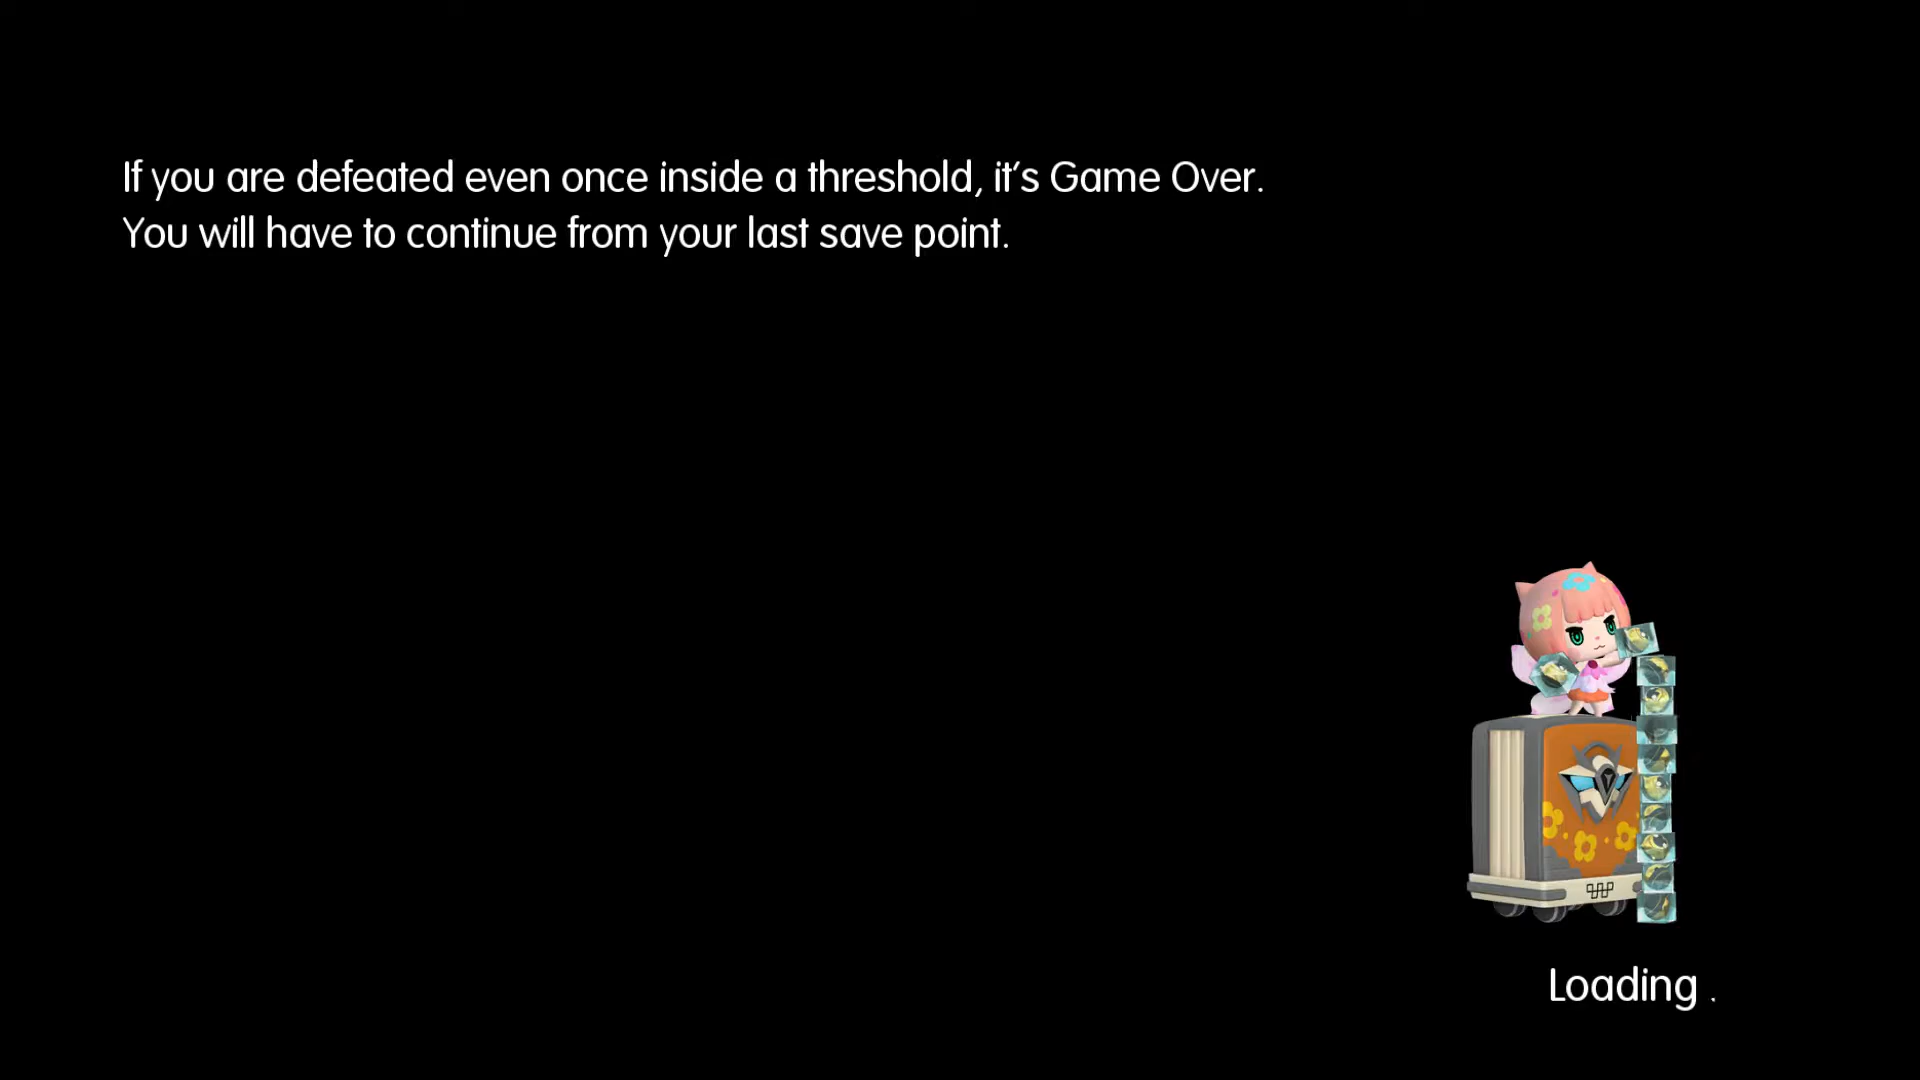 If you are defeated even once inside a threshold, it's Game Over.
You will have to continue from your last save point.
Loading .